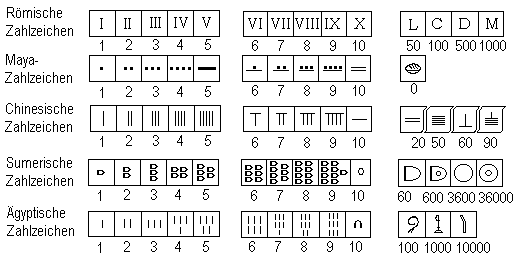 Römische Zahlzeichen I II III IV V VI VII VIII IX X L C D M
1 2 3 4 5 6 7 8 9 10 50 100 500 1000
Maya-Zahlzeichen
1 2 3 4 5 6 7 8 9 10 0
Chinesische Zahlzeichen
1 2 3 4 5 6 7 8 9 10 20 50 60 90
Sumerische Zahlzeichen
1 2 3 4 5 6 7 8 9 10 60 600 3600 36000
Ägyptische Zahlzeichen
1 2 3 4 5 6 7 8 9 10 100 1000 10000